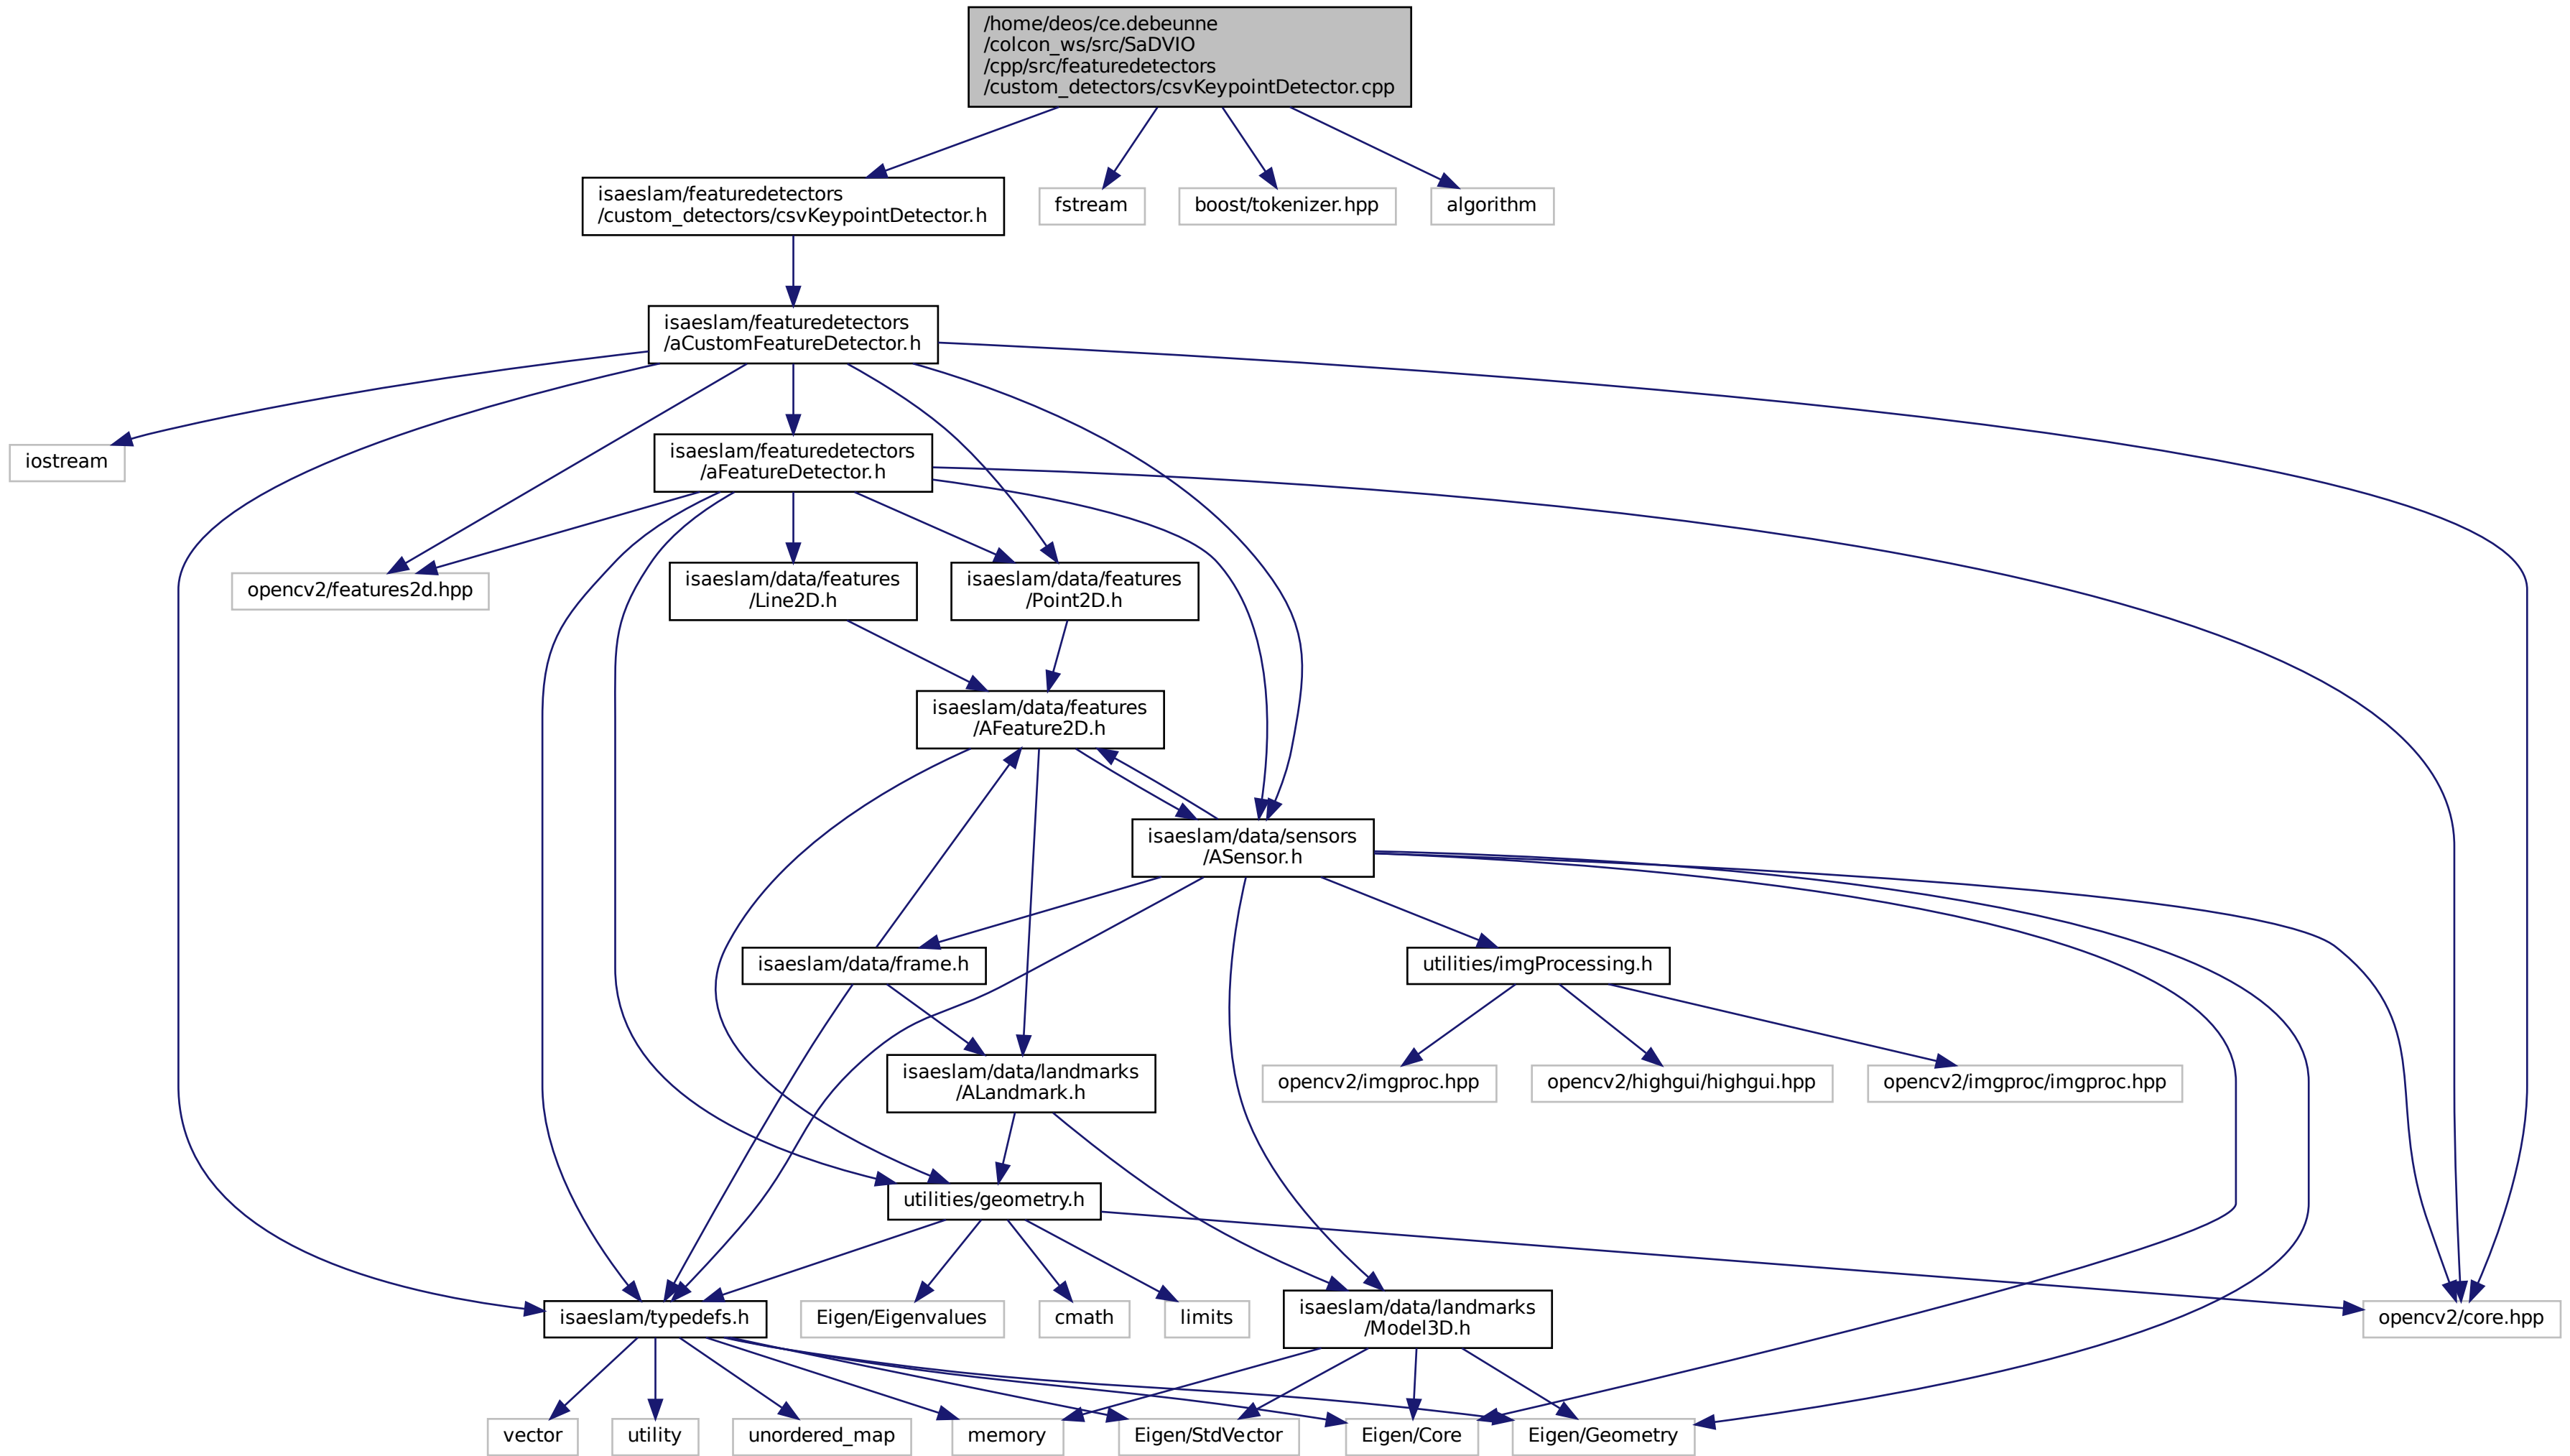 /home/deos/ce.debeunne
/colcon_ws/src/SaDVIO
/cpp/src/featuredetectors
/custom_detectors/csvKeypointDetector.cpp
isaeslam/featuredetectors
/custom_detectors/csvKeypointDetector.h
fstream
boost/tokenizer.hpp
algorithm
isaeslam/featuredetectors
/aCustomFeatureDetector.h
iostream
isaeslam/featuredetectors
/aFeatureDetector.h
opencv2/features2d.hpp
isaeslam/data/features
/Line2D.h
isaeslam/data/features
/Point2D.h
isaeslam/data/features
/AFeature2D.h
isaeslam/data/sensors
/ASensor.h
isaeslam/data/frame.h
utilities/imgProcessing.h
isaeslam/data/landmarks
/ALandmark.h
opencv2/imgproc.hpp
opencv2/highgui/highgui.hpp
opencv2/imgproc/imgproc.hpp
utilities/geometry.h
isaeslam/typedefs.h
Eigen/Eigenvalues
cmath
limits
isaeslam/data/landmarks
/Model3D.h
opencv2/core.hpp
vector
utility
unordered_map
memory
Eigen/StdVector
Eigen/Core
Eigen/Geometry